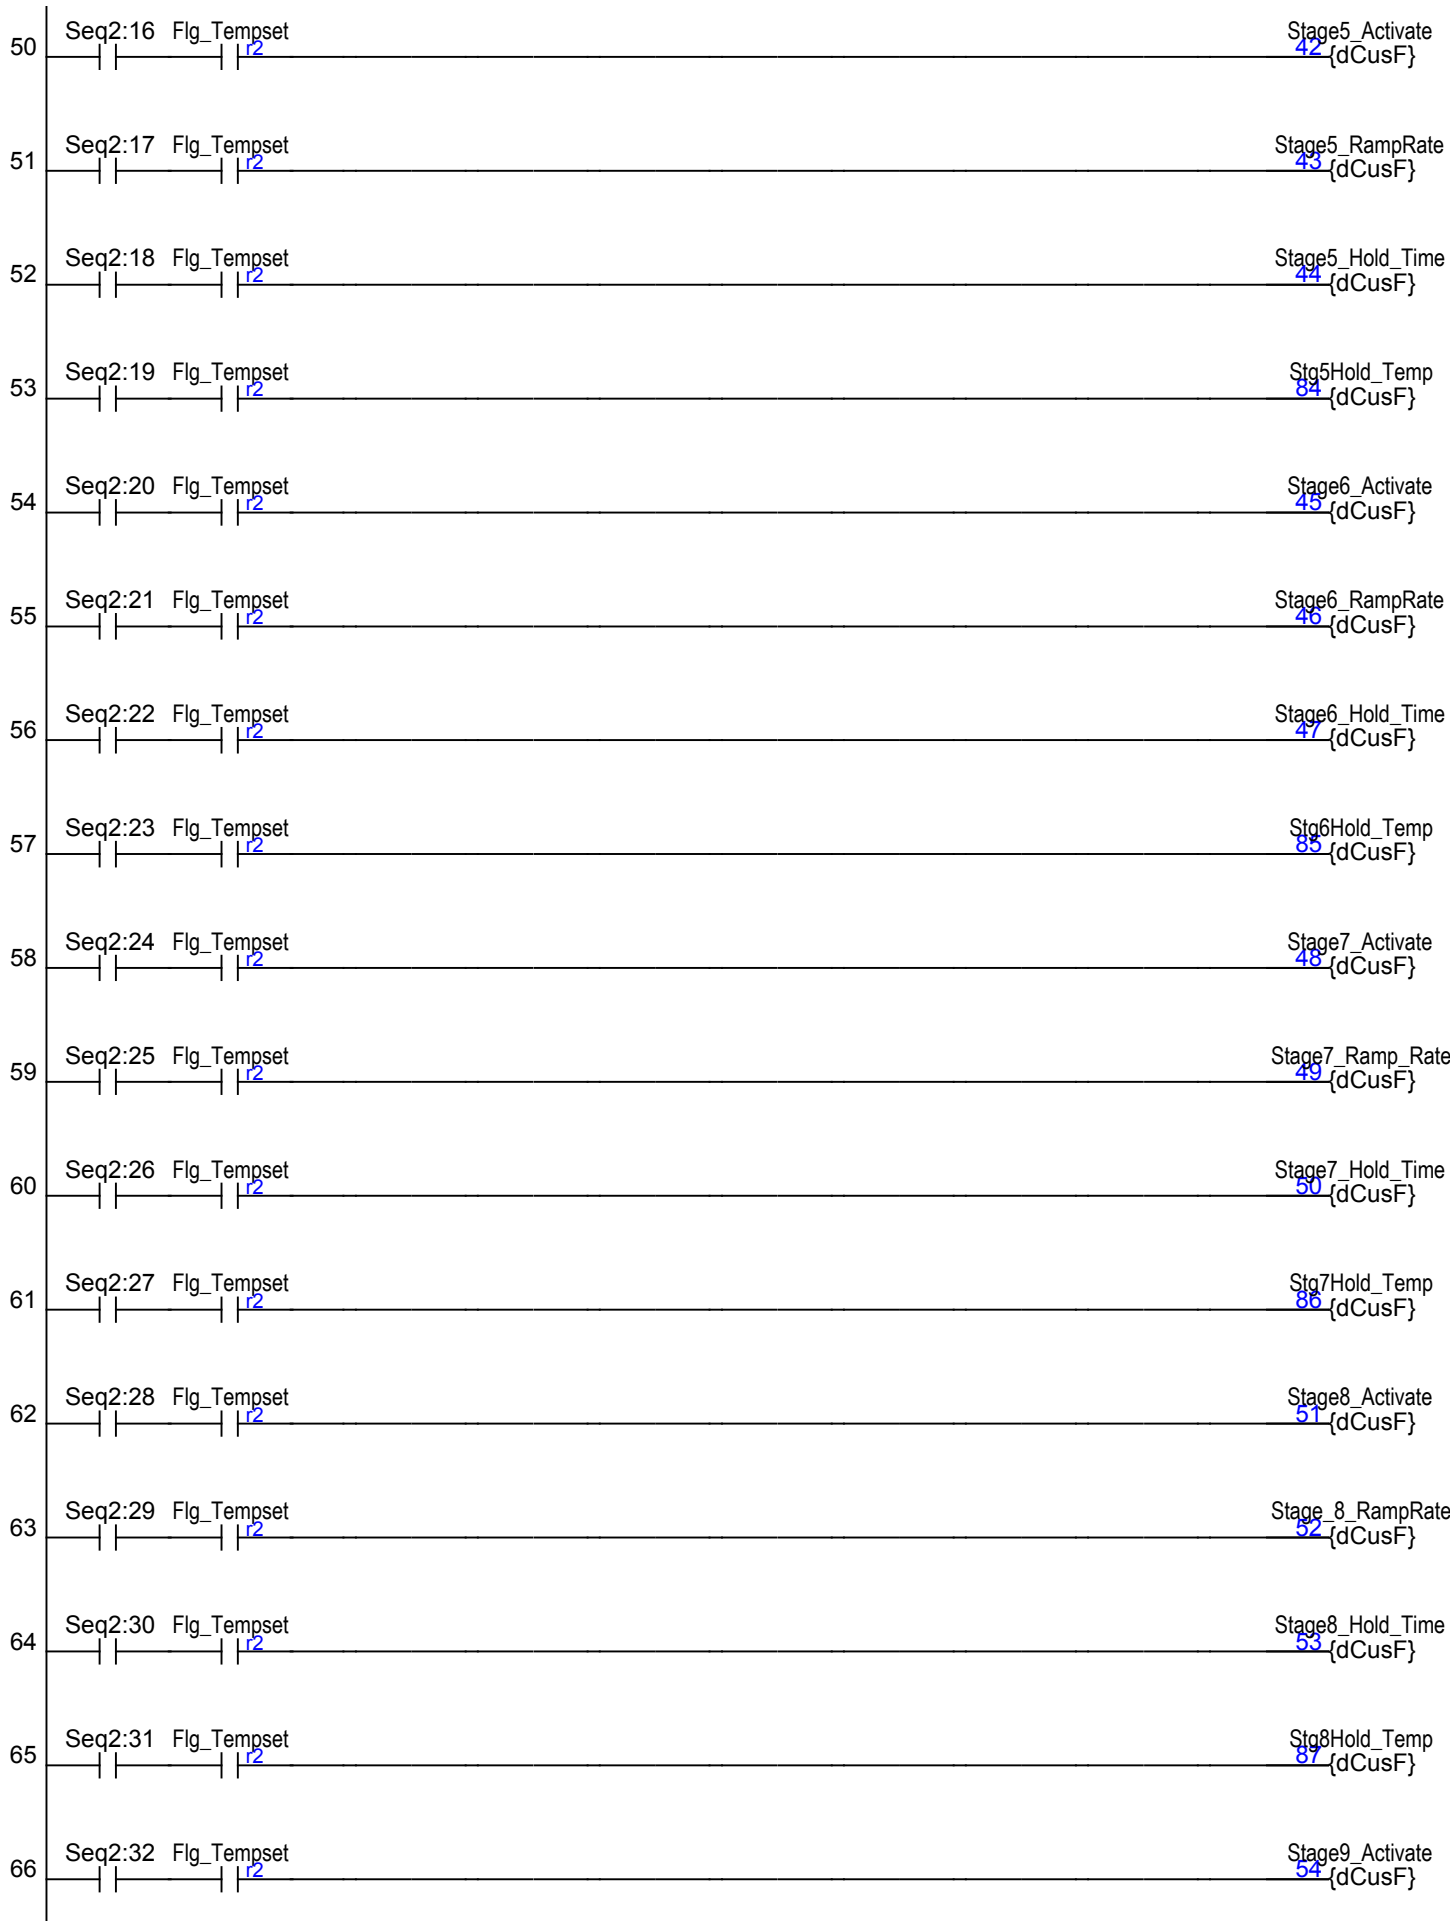 50 Seq2:16 Flg_Tempset r2 Stage5_Activate 42 {dCusF}
51 Seq2:17 Flg_Tempset r2 Stage5_RampRate 43 {dCusF}
52 Seq2:18 Flg_Tempset r2 Stage5_Hold_Time 44 {dCusF}
53 Seq2:19 Flg_Tempset r2 Stg5Hold_Temp 84 {dCusF}
54 Seq2:20 Flg_Tempset r2 Stage6_Activate 45 {dCusF}
55 Seq2:21 Flg_Tempset r2 Stage6_RampRate 46 {dCusF}
56 Seq2:22 Flg_Tempset r2 Stage6_Hold_Time 47 {dCusF}
57 Seq2:23 Flg_Tempset r2 Stg6Hold_Temp 85 {dCusF}
58 Seq2:24 Flg_Tempset r2 Stage7_Activate 48 {dCusF}
59 Seq2:25 Flg_Tempset r2 Stage7_Ramp_Rate 49 {dCusF}
60 Seq2:26 Flg_Tempset r2 Stage7_Hold_Time 50 {dCusF}
61 Seq2:27 Flg_Tempset r2 Stg7Hold_Temp 86 {dCusF}
62 Seq2:28 Flg_Tempset r2 Stage8_Activate 51 {dCusF}
63 Seq2:29 Flg_Tempset r2 Stage_8_RampRate 52 {dCusF}
64 Seq2:30 Flg_Tempset r2 Stage8_Hold_Time 53 {dCusF}
65 Seq2:31 Flg_Tempset r2 Stg8Hold_Temp 87 {dCusF}
66 Seq2:32 Flg_Tempset r2 Stage9_Activate 54 {dCusF}